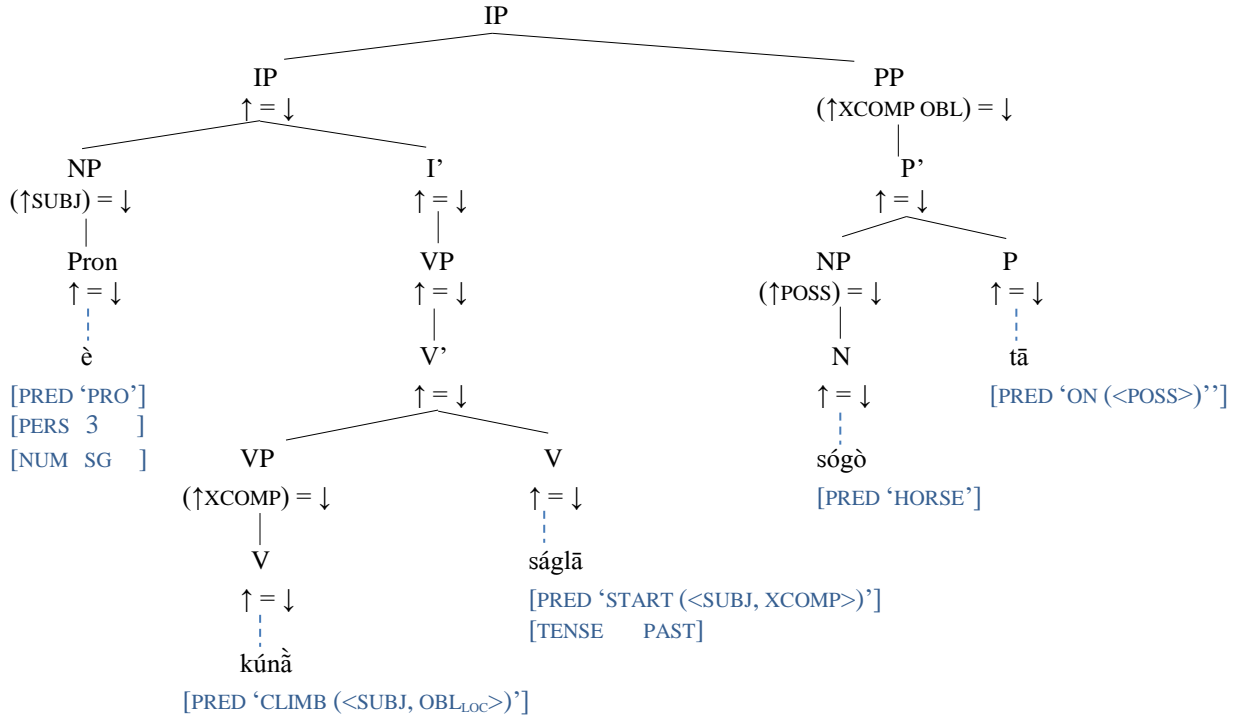 IP
IP PP
↑ = ↓ (↑XCOMP OBL) = ↓
NP I’ P’
(↑SUBJ) = ↓ ↑ = ↓ ↑ = ↓
Pron VP NP P
↑ = ↓ ↑ = ↓ (↑POSS) = ↓ ↑ = ↓
è V’ N tā
[PRED ‘PRO’] ↑ = ↓ ↑ = ↓ [PRED ‘ON (<POSS>)’’]
[PERS 3 ]
[NUM SG ] VP V sógò
(↑XCOMP) = ↓ ↑ = ↓ [PRED ‘HORSE’]
V ságlā
↑ = ↓ [PRED ‘START (<SUBJ, XCOMP>)’]
[TENSE PAST]
kúnã̀
[PRED ‘CLIMB (<SUBJ, OBLLOC>)’]